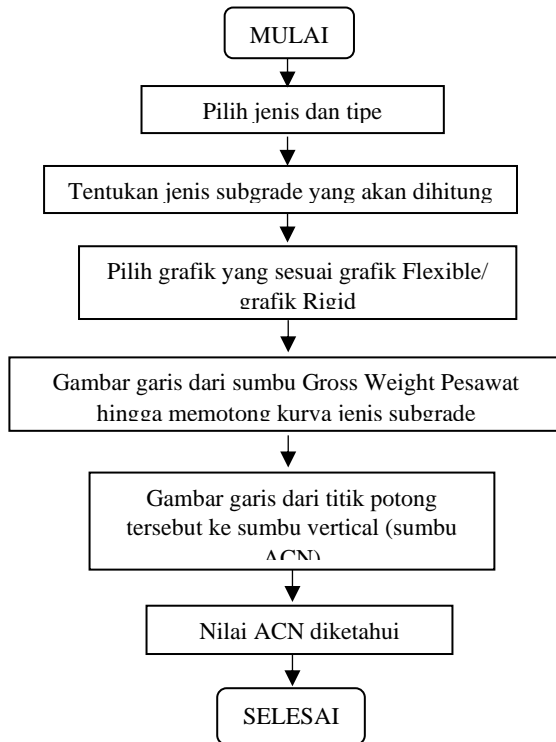 MULAI
Pilih jenis dan tipe
Tentukan jenis subgrade yang akan dihitung
Pilih grafik yang sesuai grafik Flexible/
grafik Rigid
Gambar garis dari sumbu Gross Weight Pesawat
hingga memotong kurva jenis subgrade
Gambar garis dari titik potong
tersebut ke sumbu vertical (sumbu
ACN)
Nilai ACN diketahui
SELESAI